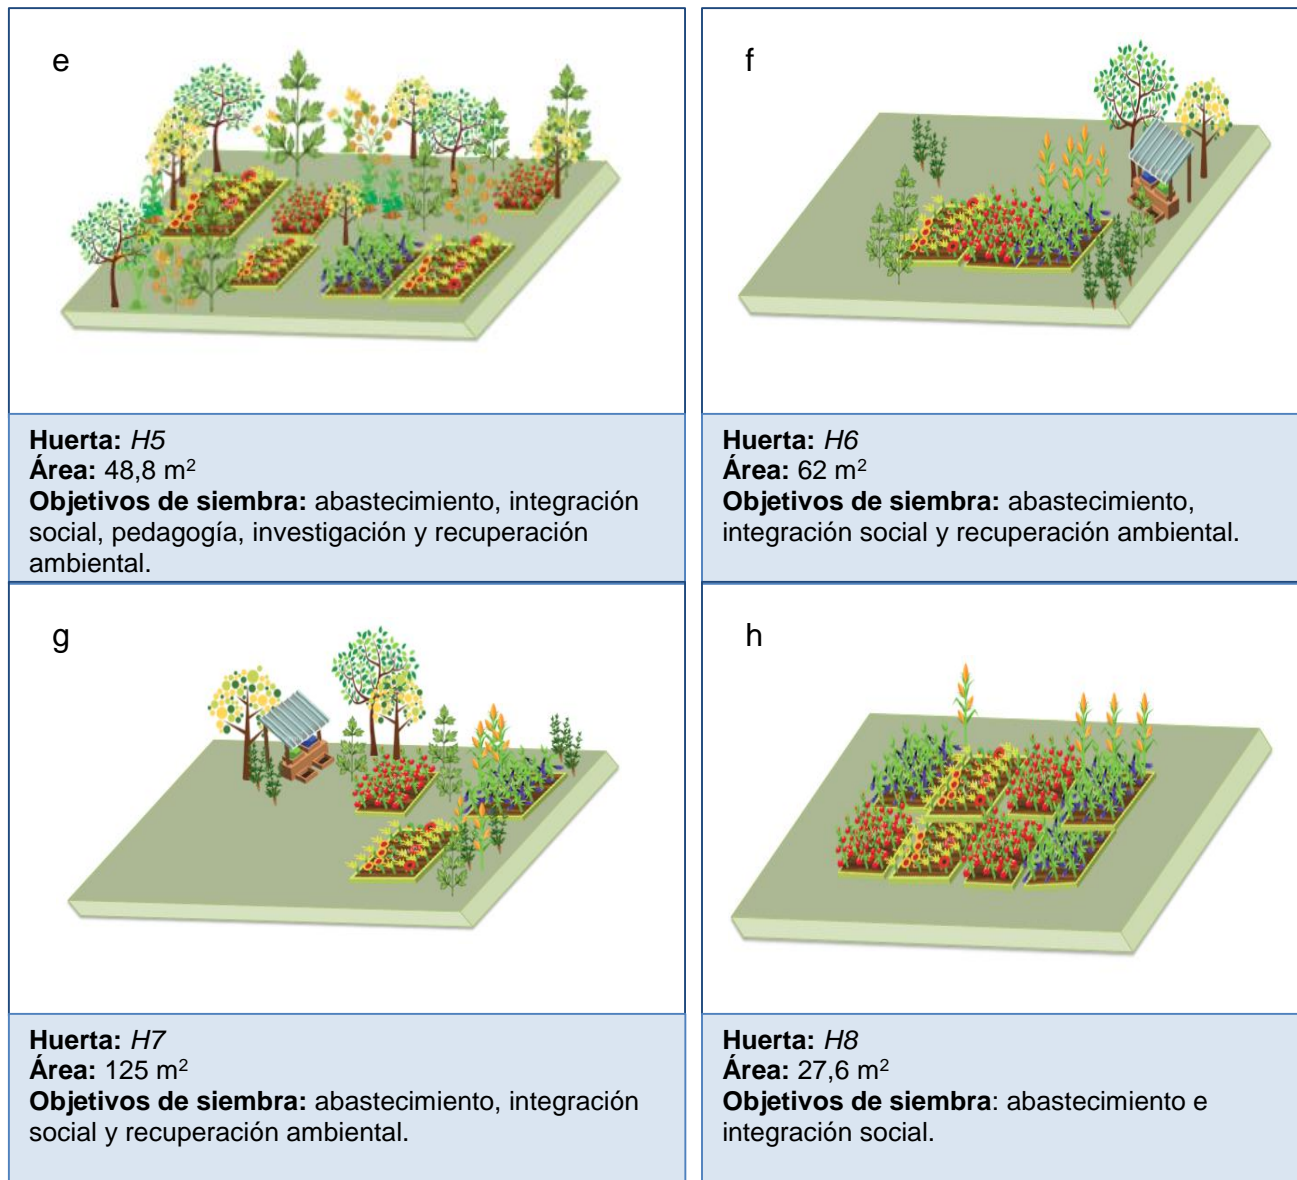 e
Huerta: H5
Área: 48,8 m²
Objetivos de siembra: abastecimiento, integración
social, pedagogía, investigación y recuperación
ambiental.
f
Huerta: H6
Área: 62 m²
Objetivos de siembra: abastecimiento,
integración social y recuperación ambiental.
g
Huerta: H7
Área: 125 m²
Objetivos de siembra: abastecimiento, integración
social y recuperación ambiental.
h
Huerta: H8
Área: 27,6 m²
Objetivos de siembra: abastecimiento e
integración social.